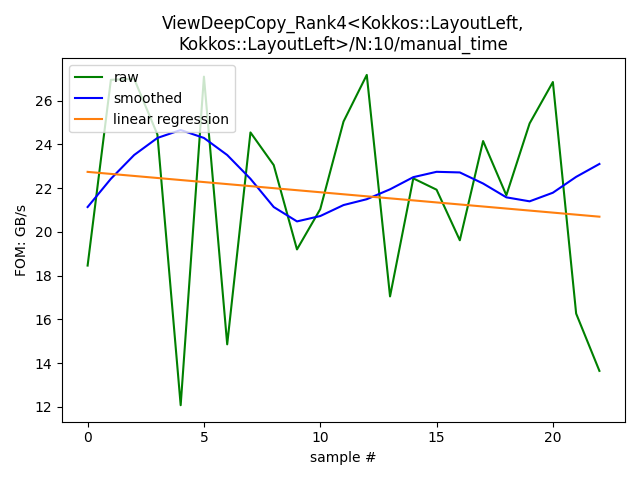 ViewDeepCopy_Rank4<Kokkos::LayoutLeft,
Kokkos::LayoutLeft>/N:10/manual_time
raw
smoothed
linear regression
FOM: GB/s
26
24
22
20
18
16
14
12
0
5
10
15
20
sample #